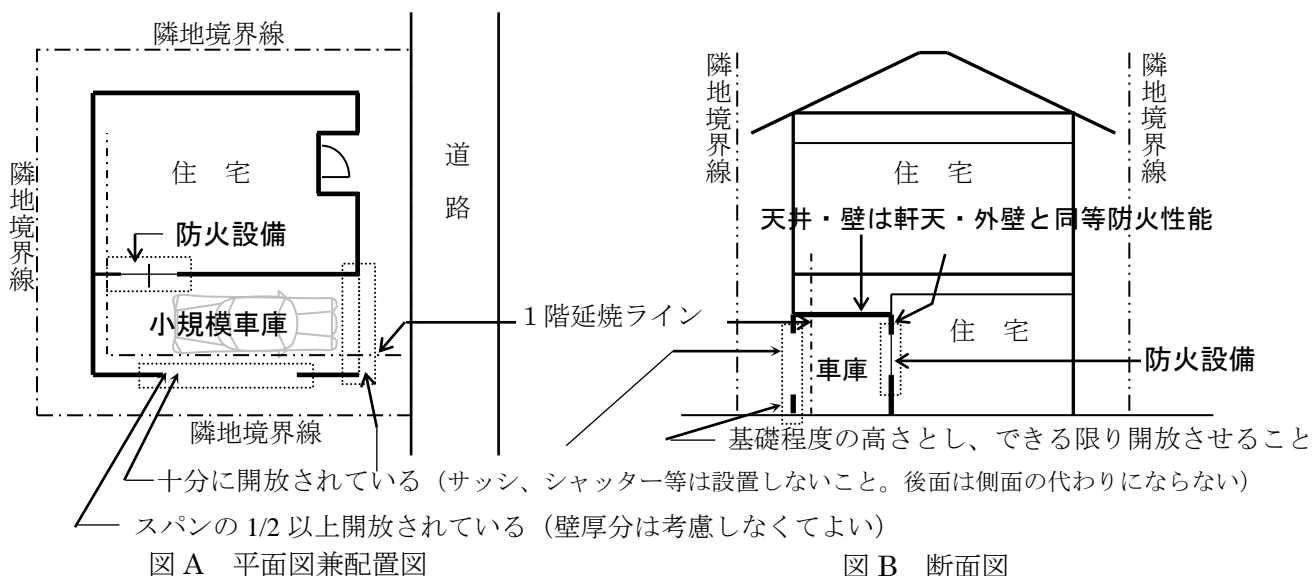 隣地境界線
隣地境界線
住　宅
防火設備
小規模車庫
隣地境界線
道路
１階延焼ライン
隣地境界線
隣地境界線
住　宅
天井・壁は軒天・外壁と同等防火性能
住　宅
車庫
防火設備
基礎程度の高さとし、できる限り開放させること
十分に開放されている（サッシ、シャッター等は設置しないこと。後面は側面の代わりにならない）
スパンの 1/2 以上開放されている（壁厚分は考慮しなくてよい）
図 A　平面図兼配置図
図 B　断面図